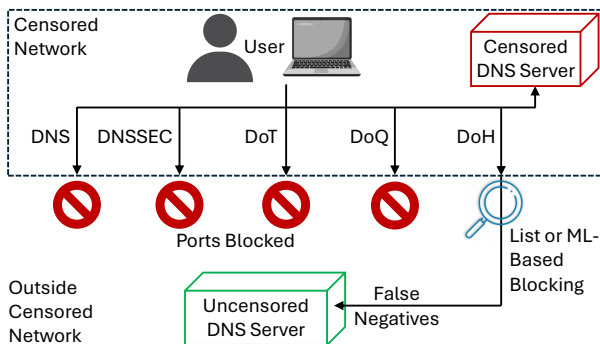 Censored
Network
User
Censored
DNS Server
DNS
DNSSEC
DoT
DoQ
DoH
Ports Blocked
List or ML-
Based
Blocking
Outside
Censored
Network
Uncensored
DNS Server
False
Negatives